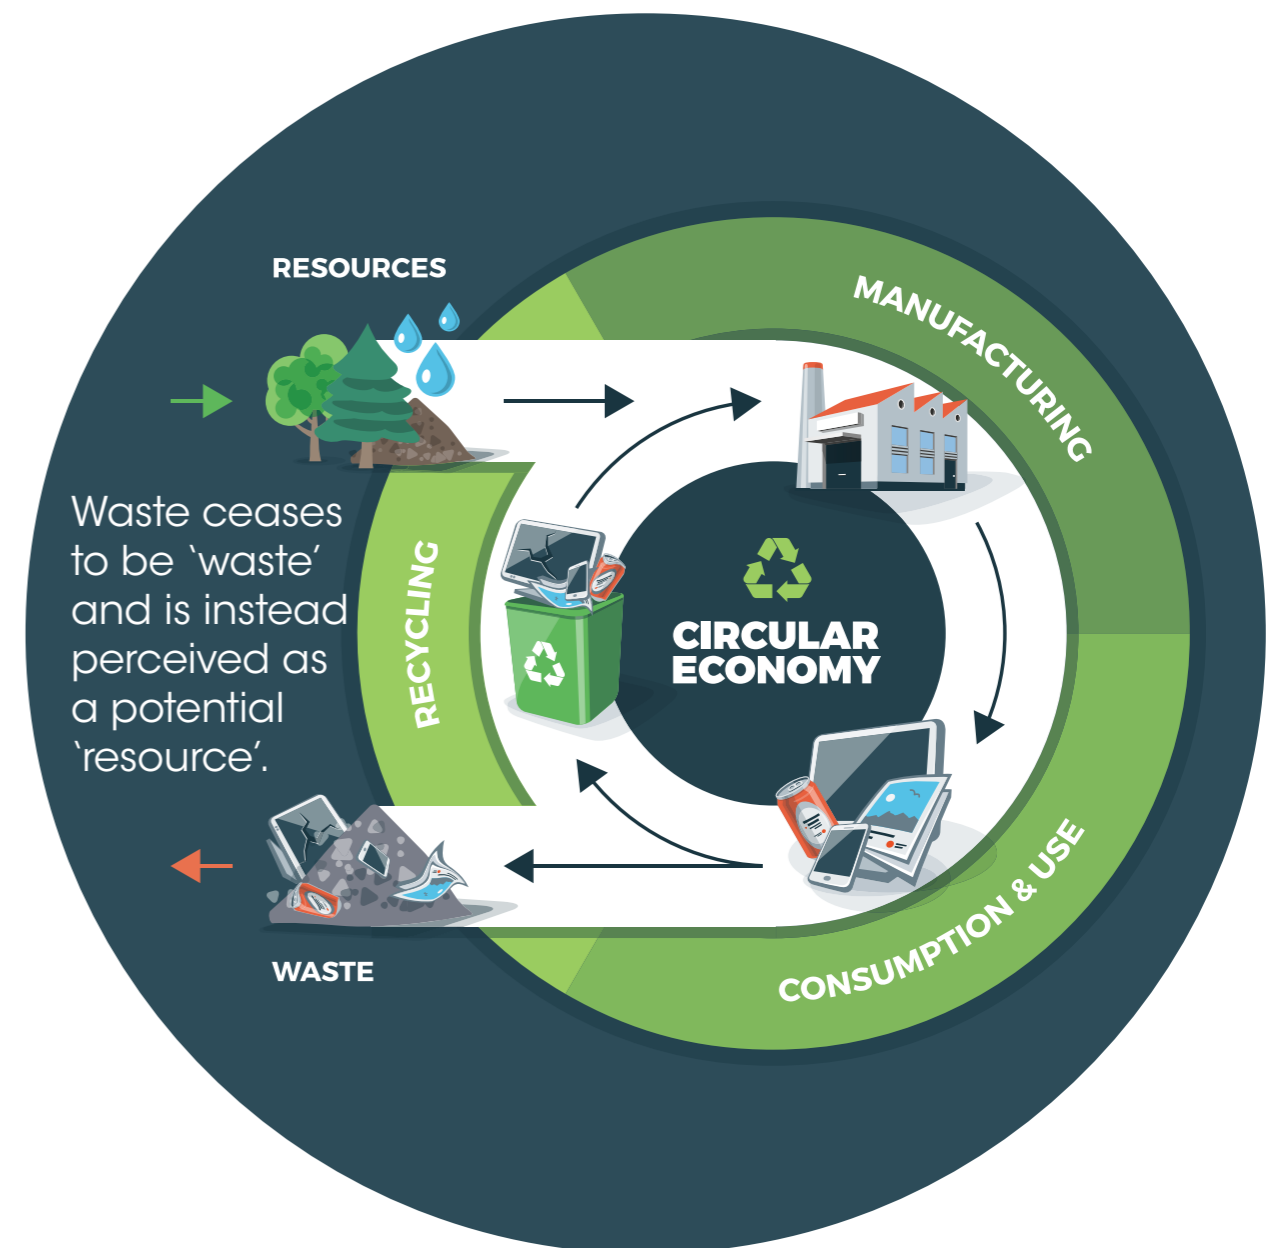 RESOURCES
MANUFACTURING
Waste ceases
to be ‘waste’
and is instead
perceived as
a potential
‘resource’.
RECYCLING
CIRCULAR
ECONOMY
CONSUMPTION & USE
WASTE